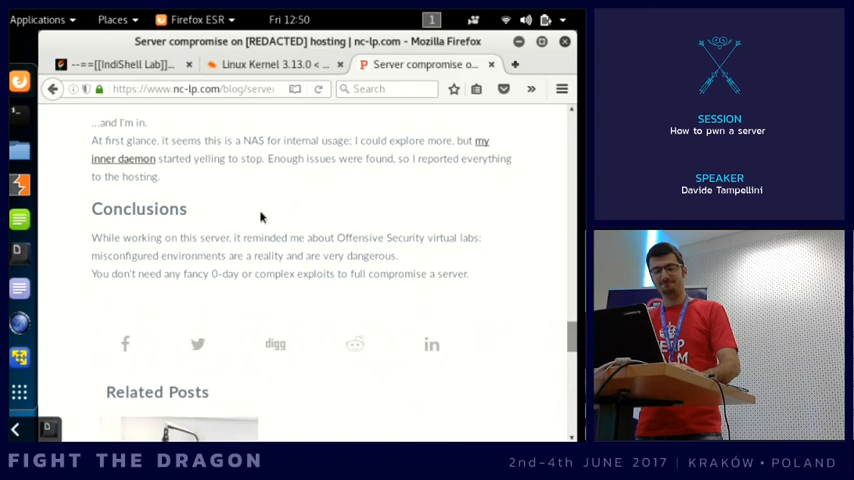 Applications
Places
Firefox ESR
Fri 12:50
1
Server compromise on [REDACTED] hosting | nc-lp.com - Mozilla Firefox
--==[[IndiShell Lab]...
Linux Kernel 3.13.0 < ...
Server compromise o...
https://www.nc-lp.com/blog/server
Search
...and I'm in.
At first glance, it seems this is a NAS for internal usage; I could explore more, but my
inner daemon started yelling to stop. Enough issues were found, so I reported everything
to the hosting.
Conclusions
While working on this server, it reminded me about Offensive Security virtual labs:
misconfigured environments are a reality and are very dangerous.
You don't need any fancy 0-day or complex exploits to full compromise a server.
digg
Related Posts
SESSION
How to pwn a server
SPEAKER
Davide Tampellini
FIGHT THE DRAGON
2nd-4th JUNE 2017 | KRAKÓW • POLAND